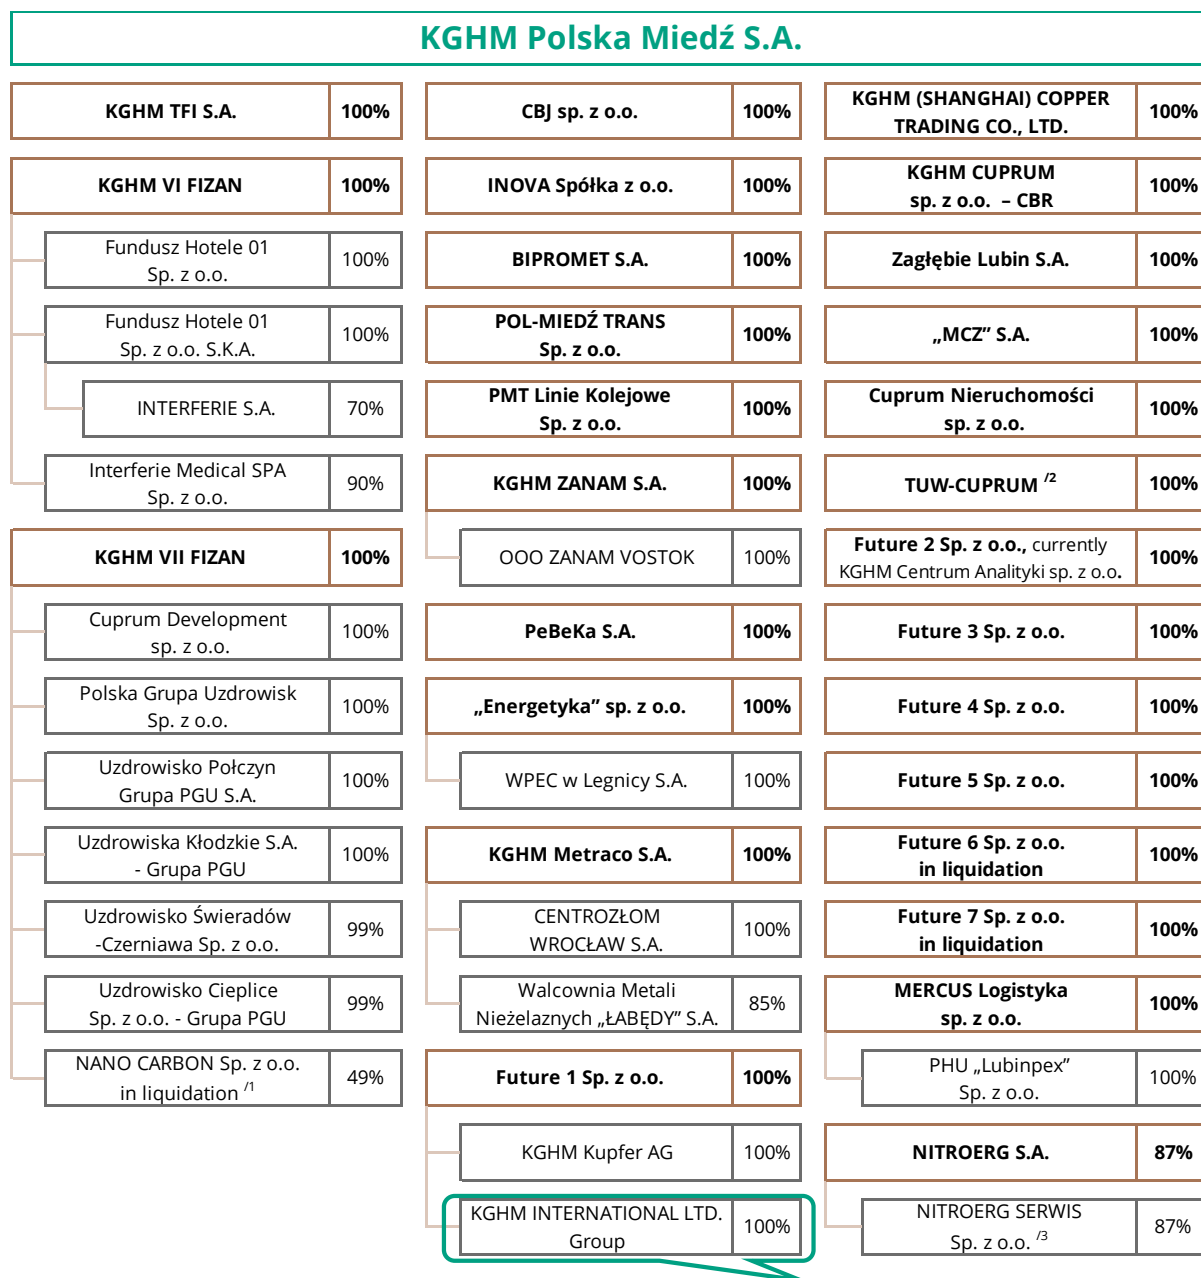 KGHM Polska Miedź S.A.
KGHM TFI S.A.
100%
KGHM VI FIZAN
100%
Fundusz Hotele 01
Sp. z o.o.
100%
Fundusz Hotele 01
Sp. z o.o. S.K.A.
100%
INTERFERIE S.A.
70%
Interferie Medical SPA
Sp. z o.o.
90%
KGHM VII FIZAN
100%
Cuprum Development
sp. z o.o.
100%
Polska Grupa Uzdrowisk
Sp. z o.o.
100%
Uzdrowisko Połczyn
Grupa PGU S.A.
100%
Uzdrowiska Kłodzkie S.A.
- Grupa PGU
100%
Uzdrowisko Świeradów
-Czerniawa Sp. z o.o.
99%
Uzdrowisko Cieplice
Sp. z o.o. - Grupa PGU
99%
NANO CARBON Sp. z o.o.
in liquidation /1
49%
CBJ sp. z o.o.
100%
INOVA Spółka z o.o.
100%
BIPROMET S.A.
100%
POL-MIEDŹ TRANS
Sp. z o.o.
100%
PMT Linie Kolejowe
Sp. z o.o.
100%
KGHM ZANAM S.A.
100%
OOO ZANAM VOSTOK
100%
PeBeKa S.A.
100%
„Energetyka” sp. z o.o.
100%
WPEC w Legnicy S.A.
100%
KGHM Metraco S.A.
100%
CENTROZŁOM
WROCŁAW S.A.
100%
Walcownia Metali
Nieżelaznych „ŁABĘDY” S.A.
85%
Future 1 Sp. z o.o.
100%
KGHM Kupfer AG
100%
KGHM INTERNATIONAL LTD.
Group
100%
KGHM (SHANGHAI) COPPER
TRADING CO., LTD.
100%
KGHM CUPRUM
sp. z o.o. – CBR
100%
Zagłębie Lubin S.A.
100%
„MCZ” S.A.
100%
Cuprum Nieruchomości
sp. z o.o.
100%
TUW-CUPRUM /2
100%
Future 2 Sp. z o.o., currently
KGHM Centrum Analityki sp. z o.o.
100%
Future 3 Sp. z o.o.
100%
Future 4 Sp. z o.o.
100%
Future 5 Sp. z o.o.
100%
Future 6 Sp. z o.o.
in liquidation
100%
Future 7 Sp. z o.o.
in liquidation
100%
MERCUS Logistyka
sp. z o.o.
100%
PHU „Lubinpex”
Sp. z o.o.
100%
NITROERG S.A.
87%
NITROERG SERWIS
Sp. z o.o. /3
87%